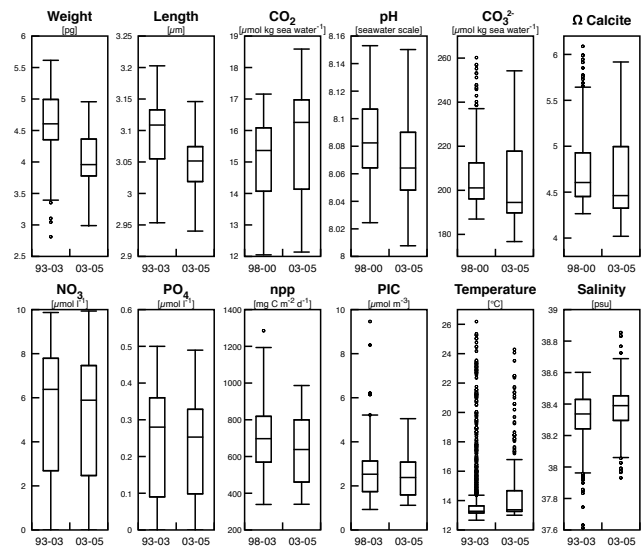 Weight Length CO2 pH CO3 2- Ω Calcite
[pg] [µm] [µmol kg sea water-1] [seawater scale] [µmol kg sea water-1]
6 3.25 20 8.16 6
5.5 3.2 19 8.14 260
5 3.15 18 8.12 240
4.5 3.1 17 8.1 220 5
4 3.05 16 8.08 200
3.5 3 15 8.06 180 4
3 2.95 14 8.04
2.5 2.9 13 8.02
12 8
93-03 03-05 93-03 03-05 98-00 03-05 98-00 03-05 98-00 03-05 98-00 03-05
NO3 PO4 npp PIC Temperature Salinity
[µmol l-1] [µmol l-1] [mg C m-2 d-1] [µmol m-3] [°C] [psu]
10 0.6 1400 10 26 39
8 0.5 1200 8 24 38.8
6 0.4 1000 6 22 38.6
4 0.3 800 4 20 38.4
2 0.2 600 2 18 38.2
0 0.1 400 0 16 38
0 200 14 37.8
12 37.6
93-03 03-05 93-03 03-05 98-03 03-05 98-03 03-05 93-03 03-05 93-03 03-05